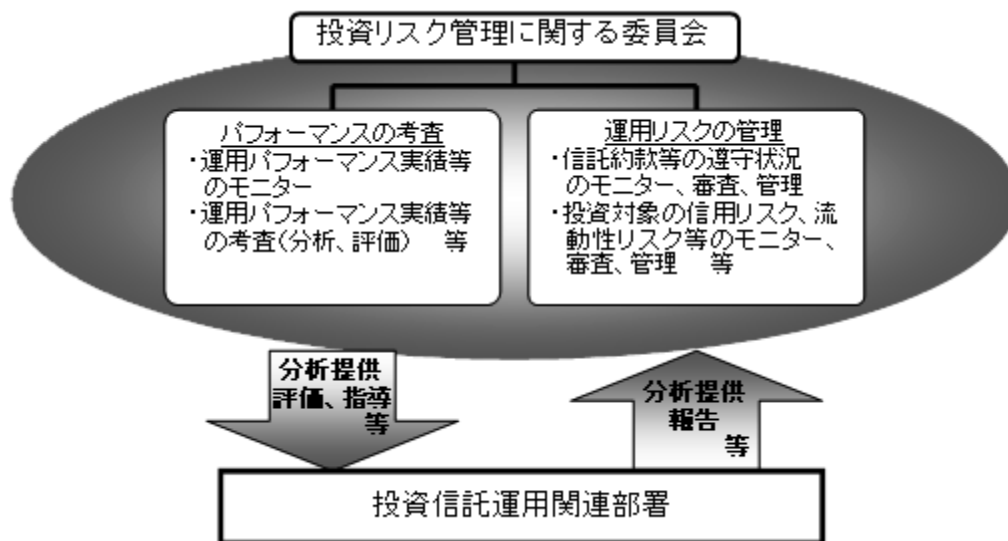 投資リスク管理に関する委員会
パフォーマンスの考査
・運用パフォーマンス実績等
のモニター
・運用パフォーマンス実績等
の考査(分析、評価)　等
運用リスクの管理
・信託約款等の遵守状況
のモニター、審査、管理
・投資対象の信用リスク、流
動性リスク等のモニター、
審査、管理　等
分析提供
評価、指導
等
分析提供
報告
等
投資信託運用関連部署